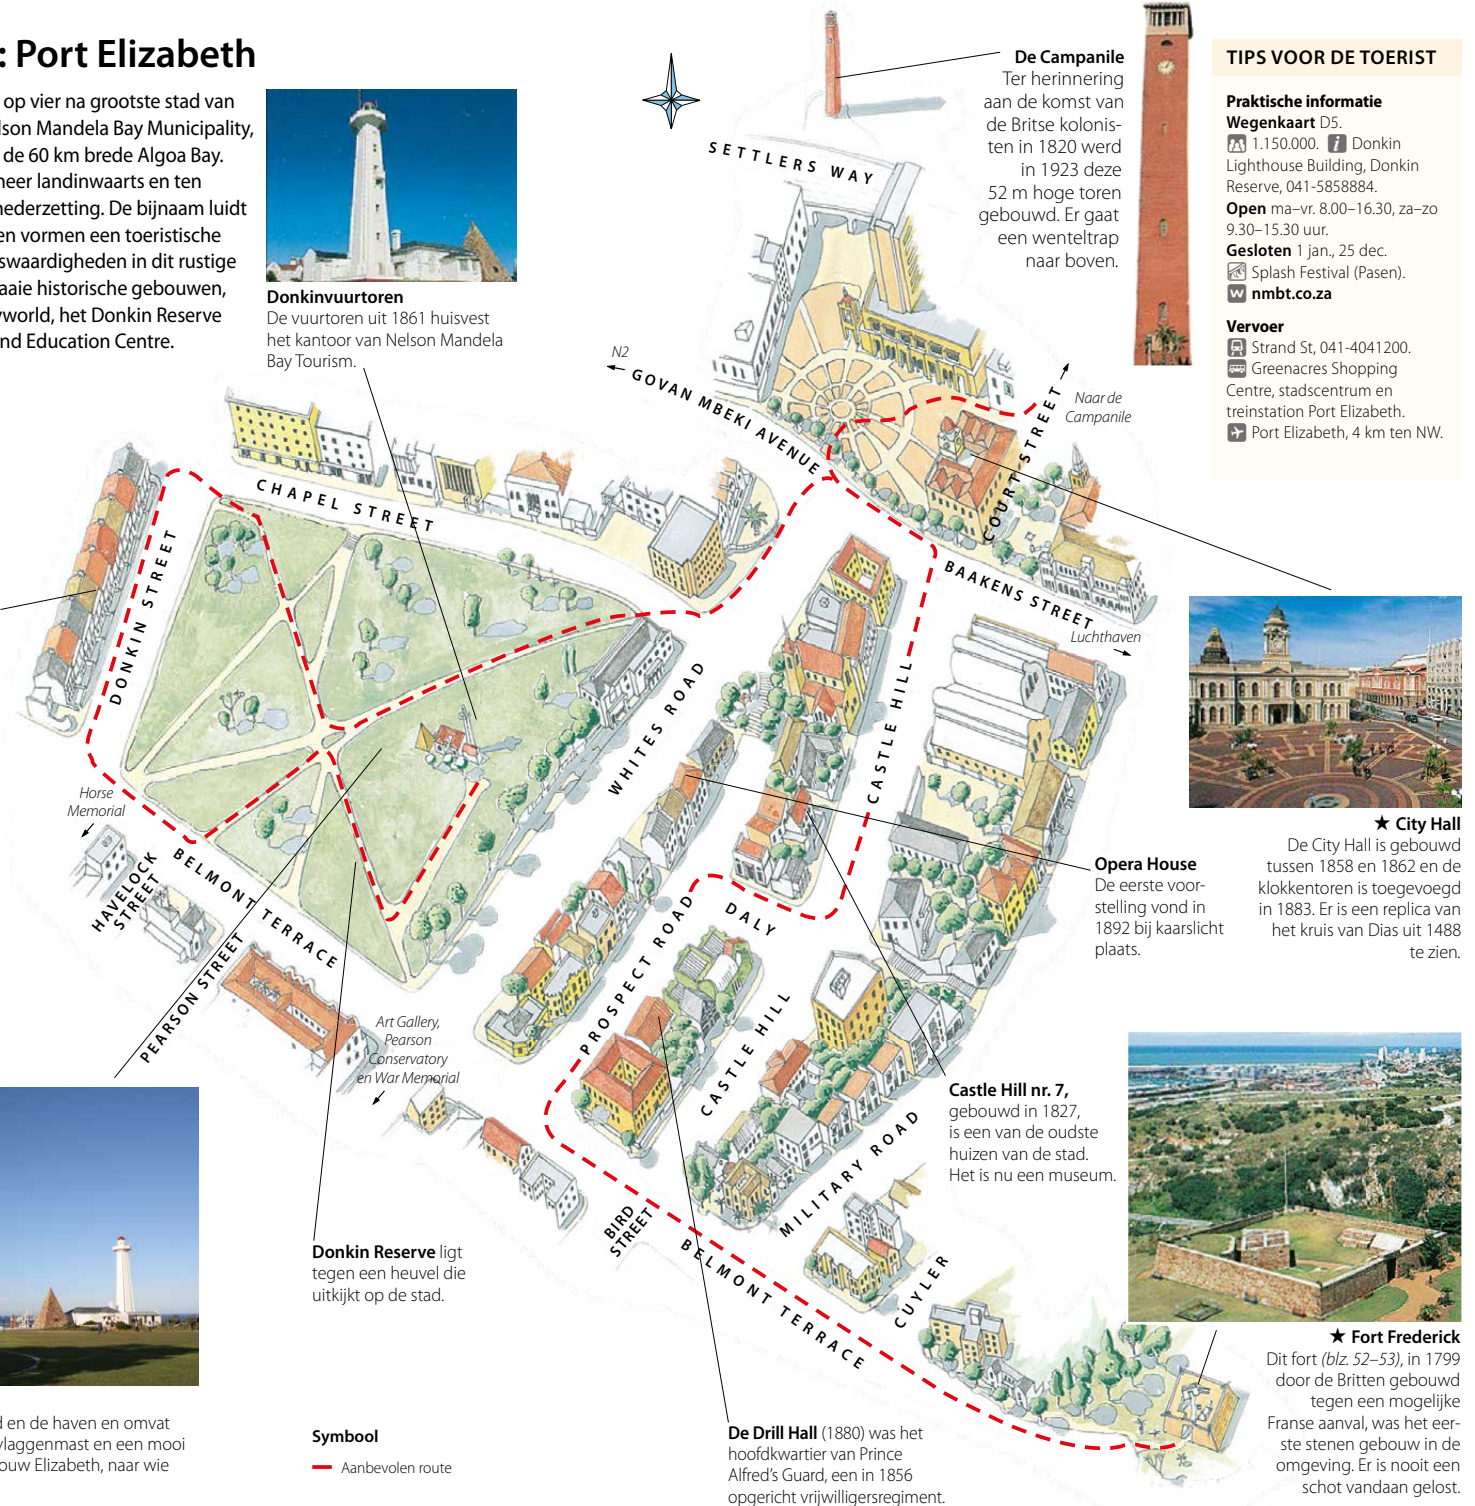 : Port Elizabeth
op vier na grootste stad van
lson Mandela Bay Municipality,
de 60 km brede Algoa Bay.
meer landinwaarts en ten
nederzetting. De bijnaam luidt
en vormen een toeristische
swaardigheden in dit rustige
aaie historische gebouwen,
yworld, het Donkin Reserve
nd Education Centre.
Donkinvuurtoren
De vuurtoren uit 1861 huisvest
het kantoor van Nelson Mandela
Bay Tourism.
De Campanile
Ter herinnering
aan de komst van
de Britse kolonis-
ten in 1820 werd
in 1923 deze
52 m hoge toren
gebouwd. Er gaat
een wenteltrap
naar boven.
TIPS VOOR DE TOERIST
Praktische informatie
Wegenkaart D5.
1.150.000. i Donkin
Lighthouse Building, Donkin
Reserve, 041-5858884.
Open ma–vr. 8.00–16.30, za–zo
9.30–15.30 uur.
Gesloten 1 jan., 25 dec.
Splash Festival (Pasen).
w nmbt.co.za
Vervoer
Strand St, 041-4041200.
Greenacres Shopping
Centre, stadscentrum en
treinstation Port Elizabeth.
Port Elizabeth, 4 km ten NW.
SETTLERS WAY
N2
GOVAN MBEKI AVENUE
COURT STREET
Naar de
Campanile
CHAPEL STREET
DONKIN STREET
BAAKENS STREET
Luchthaven
WHITES ROAD
CASTLE HILL
Horse
Memorial
HAVELOCK
STREET
BELMONT TERRACE
PEARSON STREET
Art Gallery,
Pearson
Conservatory
en War Memorial
PROSPECT ROAD
DALY
CASTLE HILL
MILITARY ROAD
BIRD
STREET
BELMONT TERRACE
CUYLER
★ City Hall
De City Hall is gebouwd
tussen 1858 en 1862 en de
klokkentoren is toegevoegd
in 1883. Er is een replica van
het kruis van Dias uit 1488
te zien.
Opera House
De eerste voor-
stelling vond in
1892 bij kaarslicht
plaats.
Castle Hill nr. 7,
gebouwd in 1827,
is een van de oudste
huizen van de stad.
Het is nu een museum.
Donkin Reserve ligt
tegen een heuvel die
uitkijkt op de stad.
d en de haven en omvat
vlaggenmast en een mooi
ouw Elizabeth, naar wie
Symbool
Aanbevolen route
De Drill Hall (1880) was het
hoofdkwartier van Prince
Alfred's Guard, een in 1856
opgericht vrijwilligersregiment.
★ Fort Frederick
Dit fort (blz. 52–53), in 1799
door de Britten gebouwd
tegen een mogelijke
Franse aanval, was het eer-
ste stenen gebouw in de
omgeving. Er is nooit een
schot vandaan gelost.